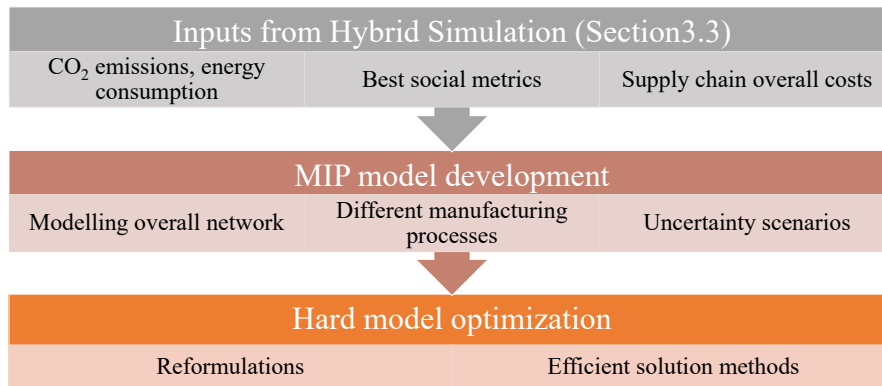 Inputs from Hybrid Simulation (Section3.3)
CO₂ emissions, energy
consumption
Best social metrics
Supply chain overall costs
MIP model development
Modelling overall network
Different manufacturing
processes
Uncertainty scenarios
Hard model optimization
Reformulations
Efficient solution methods